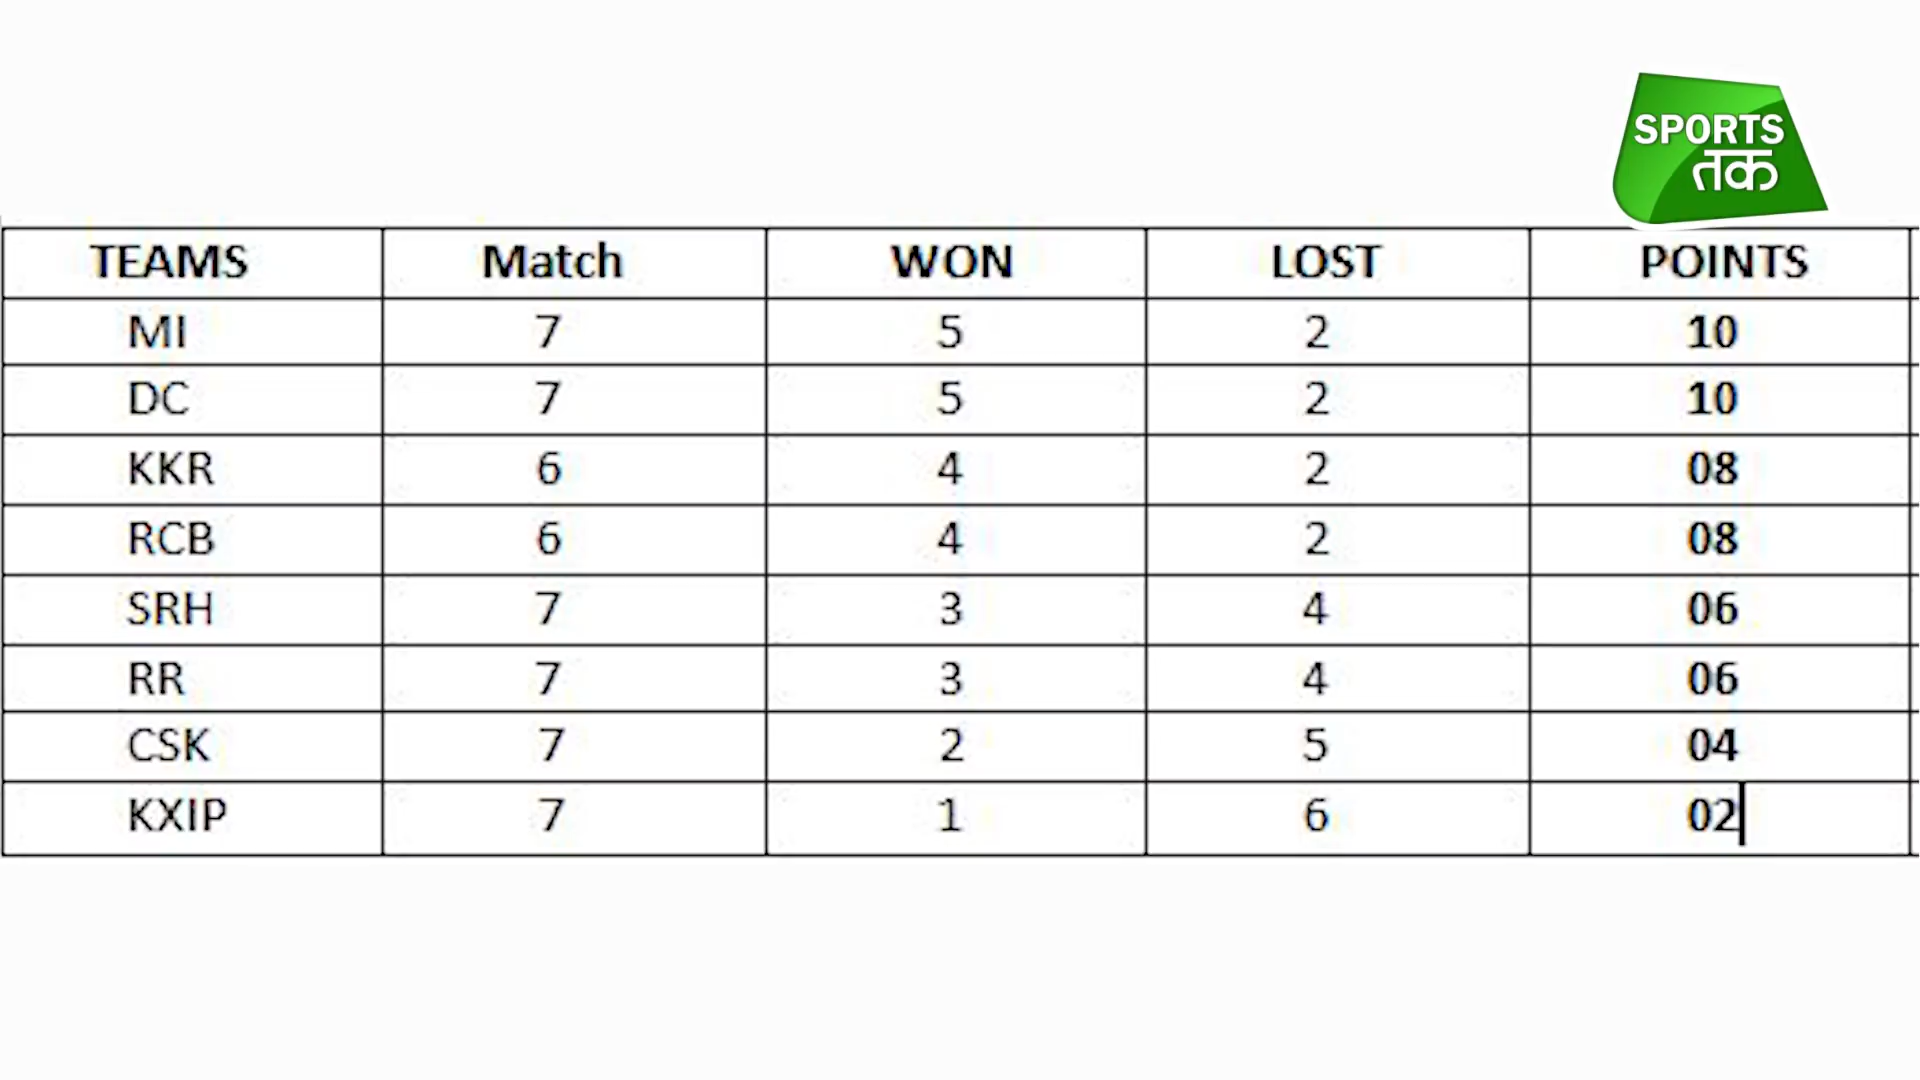 SPORTS
तक
TEAMS Match WON LOST POINTS
MI 7 5 2 10
DC 7 5 2 10
KKR 6 4 2 08
RCB 6 4 2 08
SRH 7 3 4 06
RR 7 3 4 06
CSK 7 2 5 04
KXIP 7 1 6 02